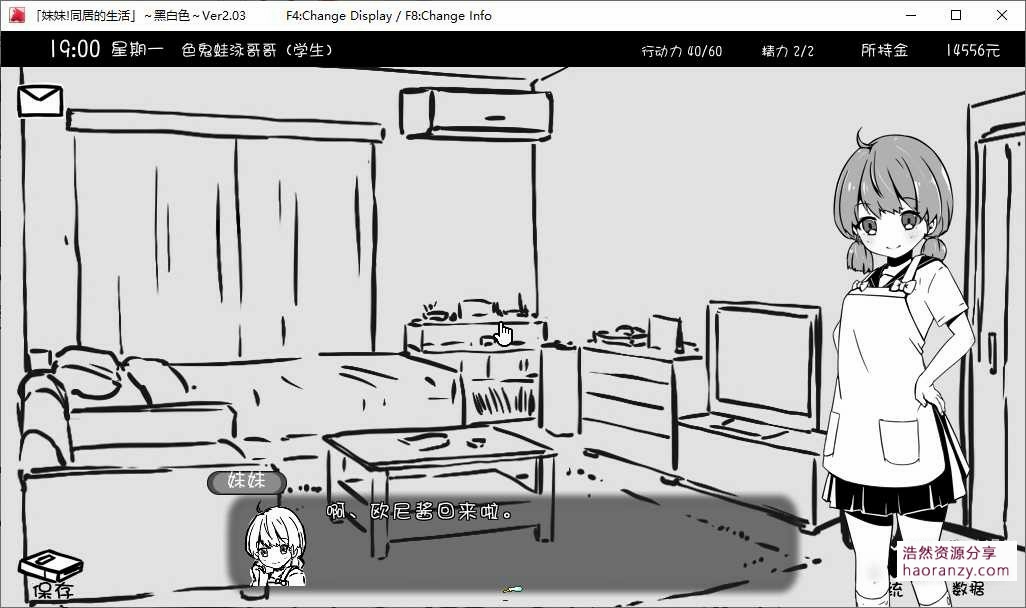 「妹妹!同居的生活」～黑白色～Ver2.03 F4:Change Display / F8:Change Info
19:00 星期一 色鬼蛙泳哥哥（学生） 行动力 40/60 精力 2/2 所持金 14556元
妹妹
啊、欧尼酱回来啦。
浩然资源分享
haoranzy.com
保存
统 数据